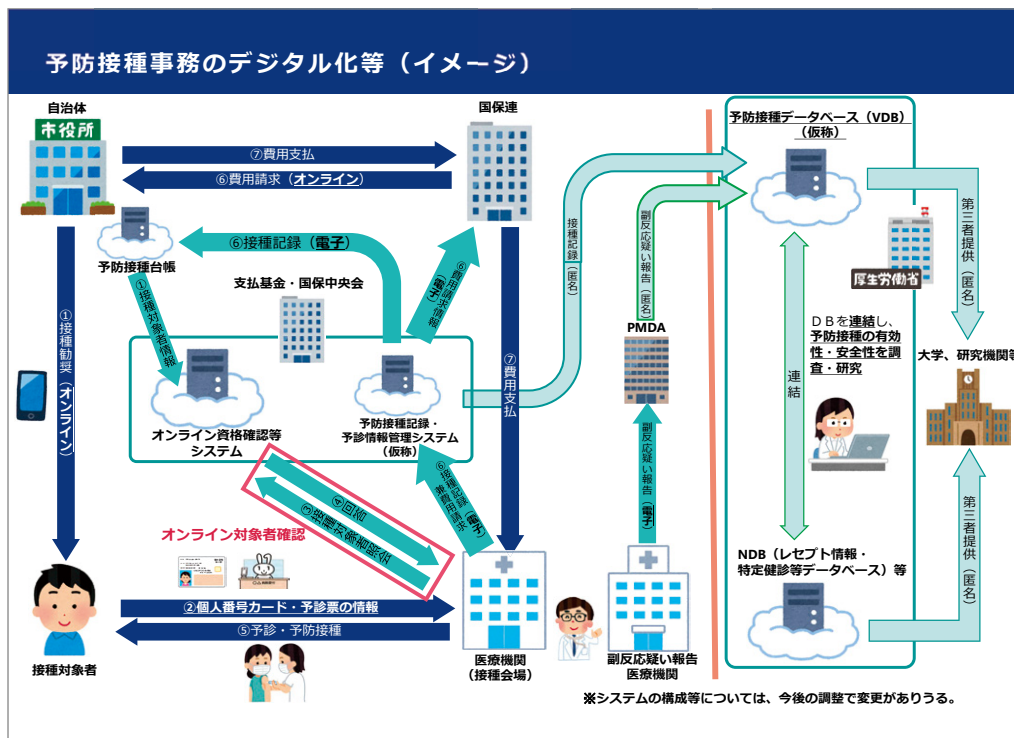 予防接種事務のデジタル化等（イメージ）
自治体
市役所
国保連
⑦費用支払
⑥費用請求（オンライン）
予防接種台帳
⑥接種記録（電子）
⑥費用請求情報
（電子）
支払基金・国保中央会
①接種対象者情報
①接種勧奨（オンライン）
オンライン資格確認等
システム
予防接種記録・
予診情報管理システム
（仮称）
⑦費用支払
接種記録（匿名）
④回答
③接種対象者照会
⑥接種記録
兼費用請求
（電子）
オンライン対象者確認
②個人番号カード・予診票の情報
⑤予診・予防接種
接種対象者
医療機関
（接種会場）
副反応疑い報告（匿名）
PMDA
副反応疑い報告（電子）
副反応疑い報告
医療機関
予防接種データベース（VDB）
（仮称）
第三者提供（匿名）
厚生労働省
ＤＢを連結し、
予防接種の有効
性・安全性を調
査・研究
連結
大学、研究機関等
第三者提供（匿名）
NDB（レセプト情報・
特定健診等データベース）等
※システムの構成等については、今後の調整で変更がありうる。